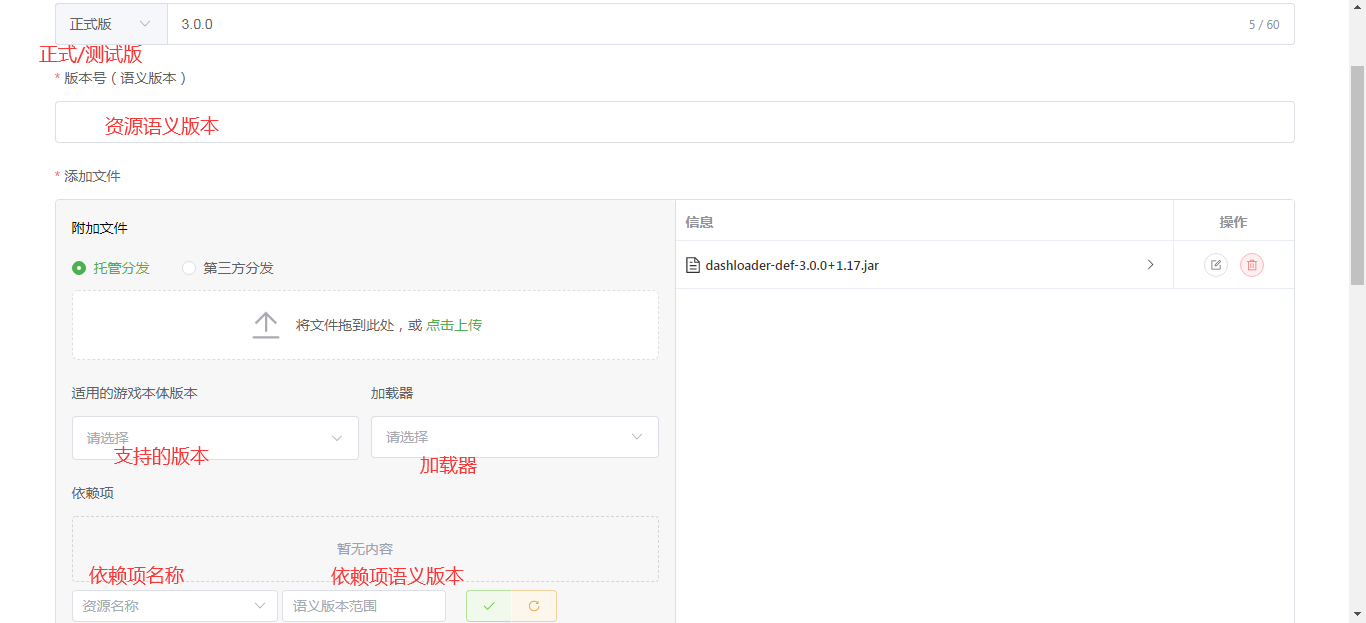 正式版 3.0.0 5 / 60
正式/测试版
* 版本号（语义版本）
资源语义版本
* 添加文件
附加文件
信息 操作
托管分发 第三方分发
dashloader-def-3.0.0+1.17.jar
将文件拖到此处，或 点击上传
适用的游戏本体版本 加载器
请选择 请选择
支持的版本 加载器
依赖项
暂无内容
依赖项名称 依赖项语义版本
资源名称 语义版本范围